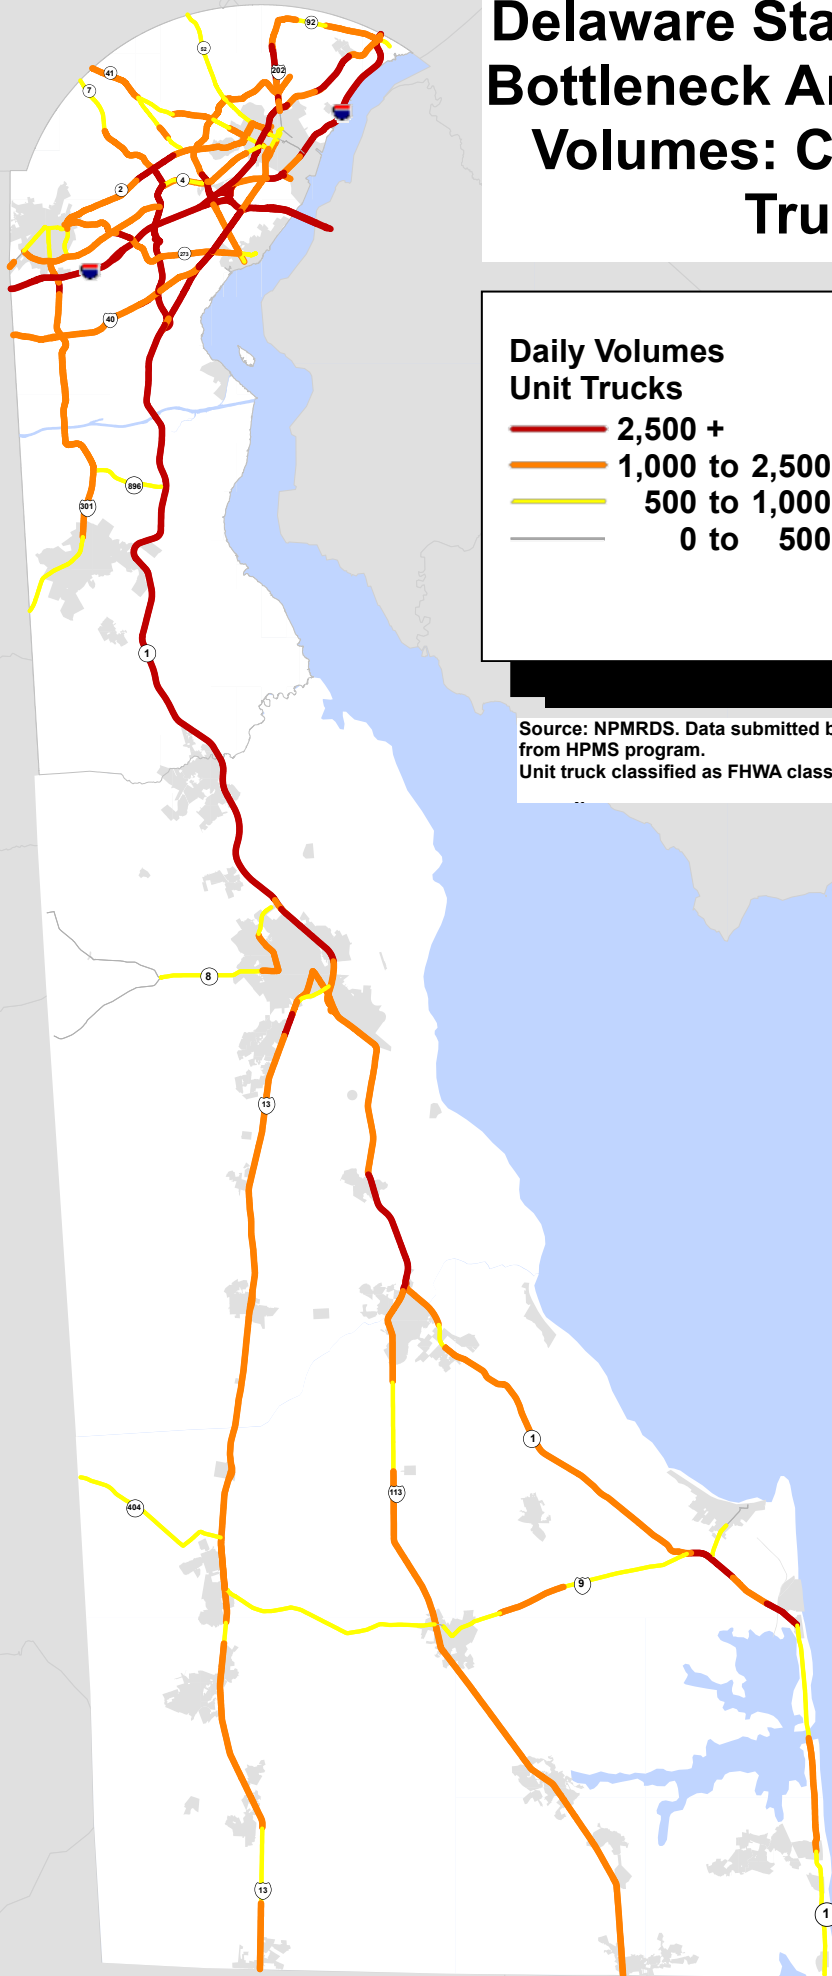 Delaware Sta
Bottleneck A
Volumes: C
Tru
Daily Volumes
Unit Trucks
2,500 +
1,000 to 2,500
500 to 1,000
0 to 500
Source: NPMRDS. Data submitted b
from HPMS program.
Unit truck classified as FHWA class
92
52
202
41
7
2
4
273
40
896
301
1
8
13
1
113
404
9
13
1